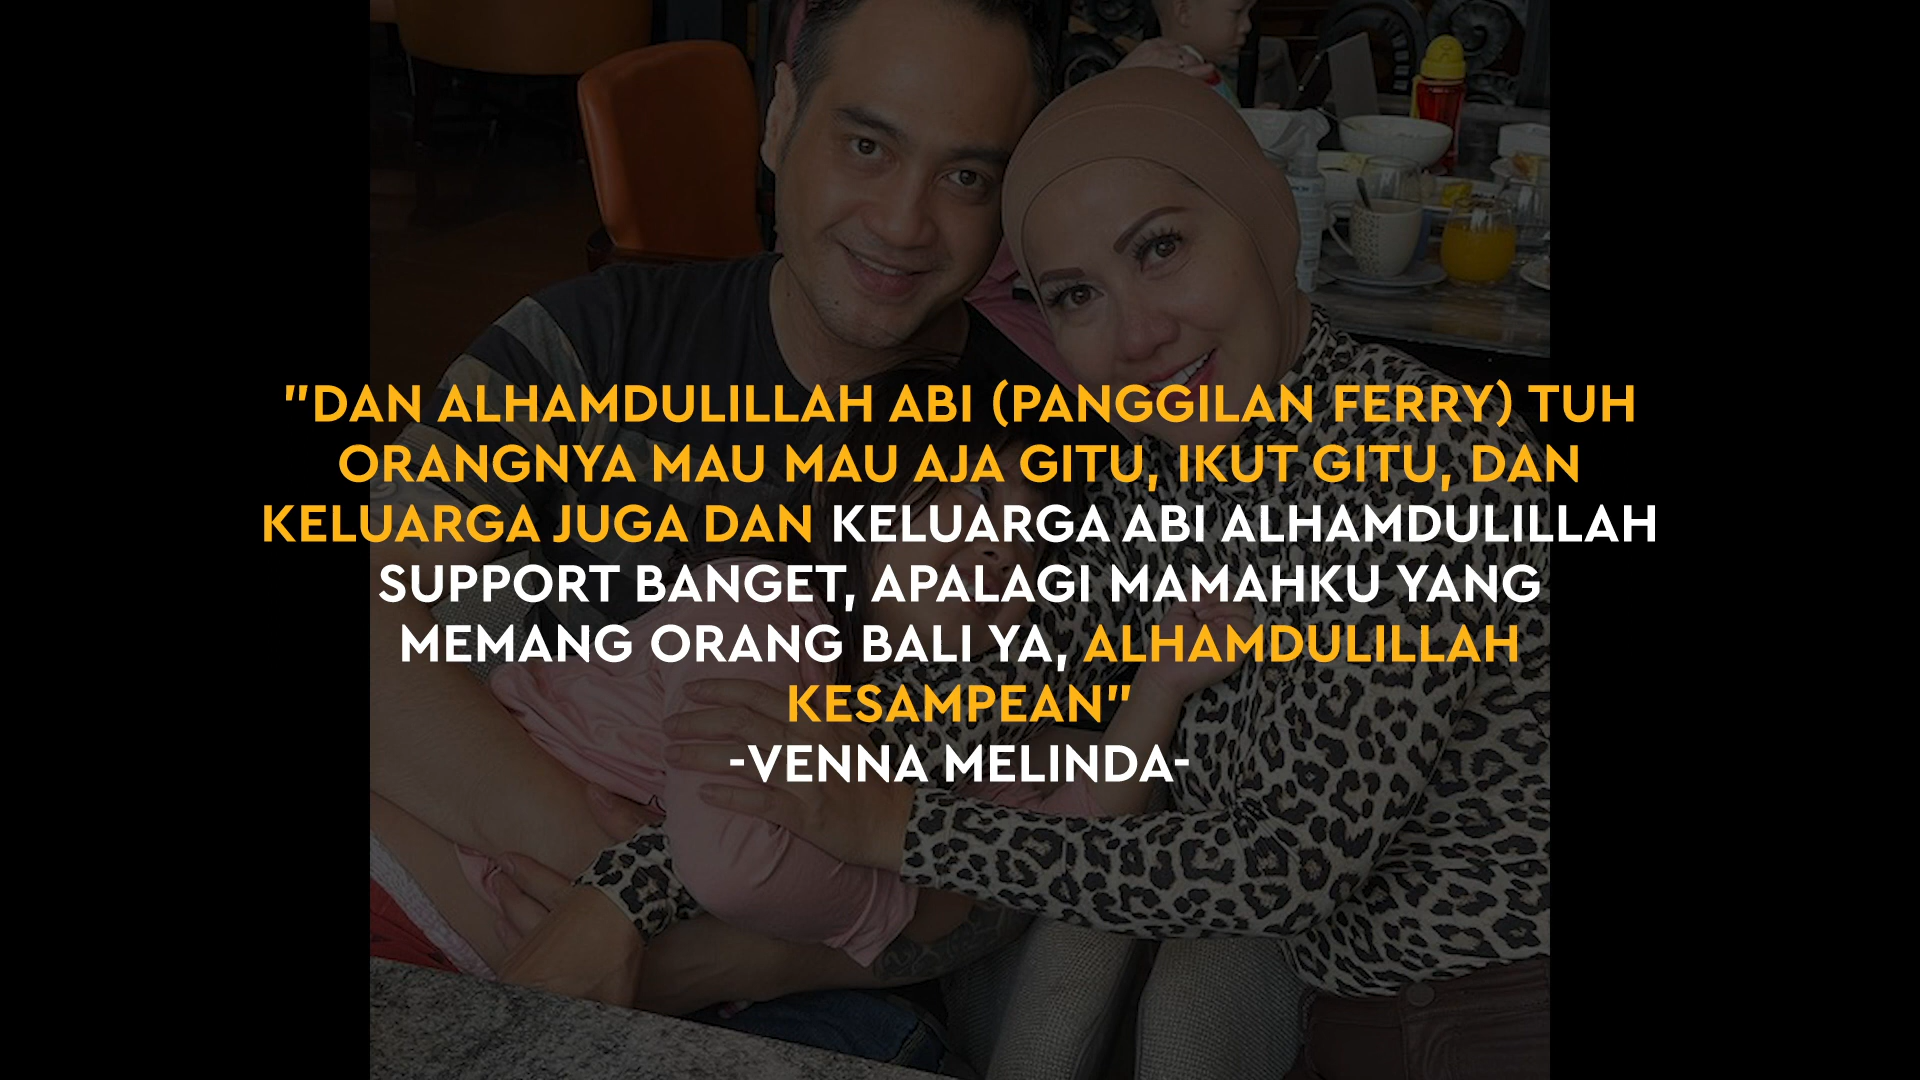 "DAN ALHAMDULILLAH ABI (PANGGILAN FERRY) TUH
ORANGNYA MAU MAU AJA GITU, IKUT GITU, DAN
KELUARGA JUGA DAN KELUARGA ABI ALHAMDULILLAH
SUPPORT BANGET, APALAGI MAMAHKU YANG
MEMANG ORANG BALI YA, ALHAMDULILLAH
KESAMPEAN"
-VENNA MELINDA-